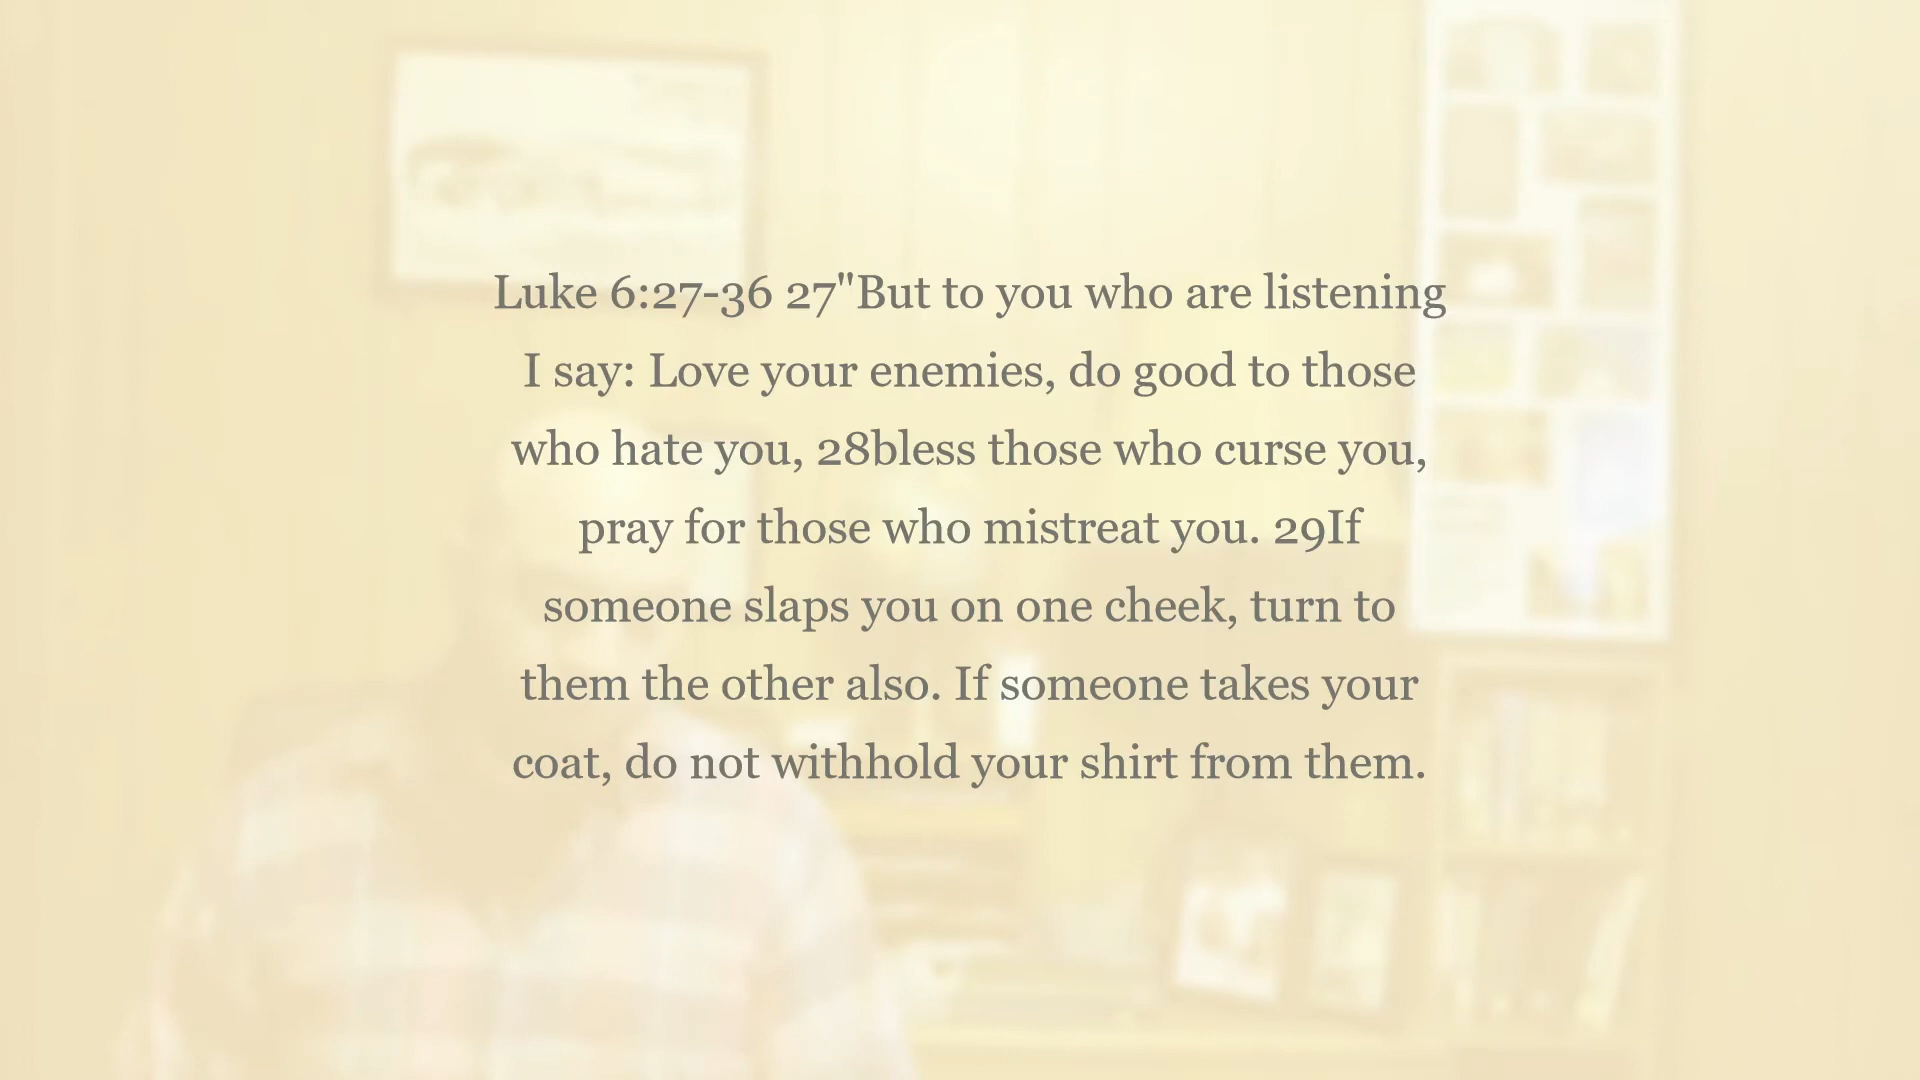 Luke 6:27-36 27"But to you who are listening
I say: Love your enemies, do good to those
who hate you, 28bless those who curse you,
pray for those who mistreat you. 29If
someone slaps you on one cheek, turn to
them the other also. If someone takes your
coat, do not withhold your shirt from them.